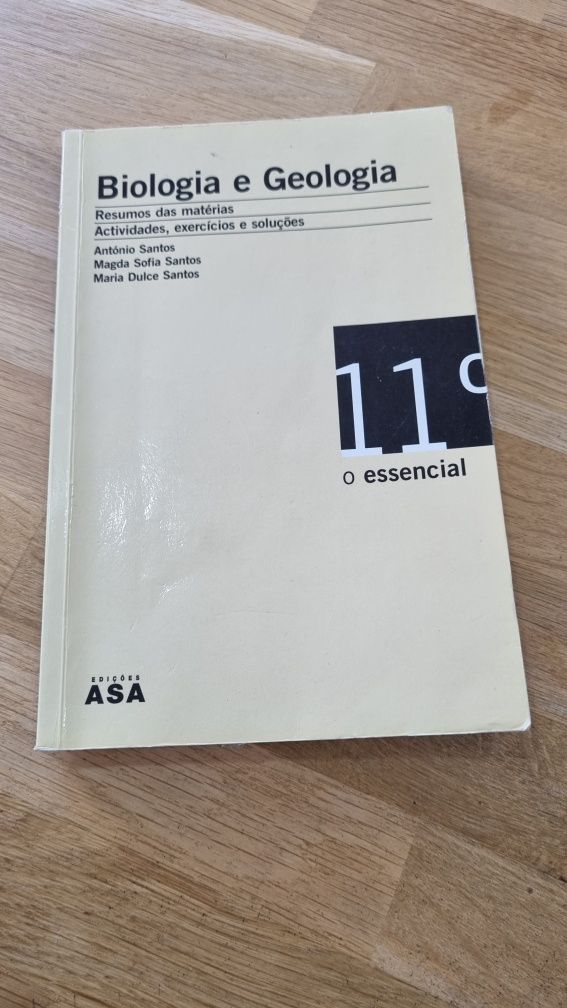 Biologia e Geologia
Resumos das matérias
Actividades, exercícios e soluções
António Santos
Magda Sofia Santos
Maria Dulce Santos
11º
o essencial
EDIÇÕES
ASA